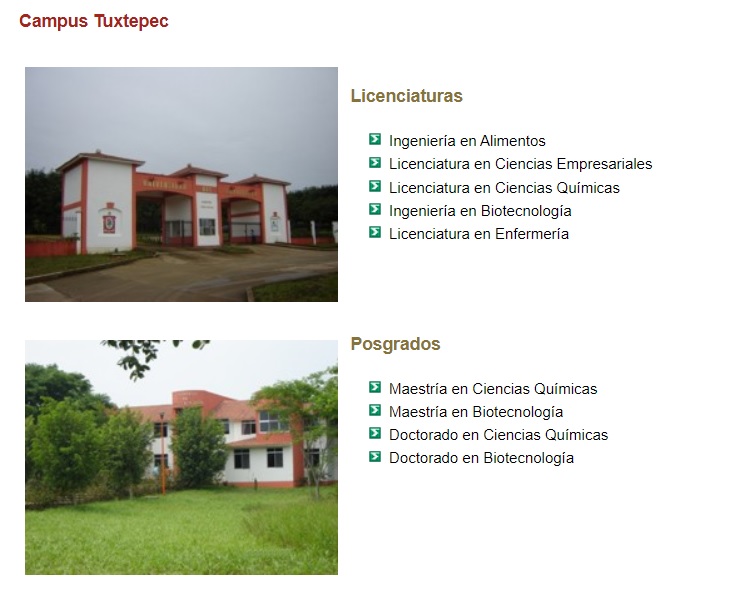 Campus Tuxtepec
Licenciaturas
Ingeniería en Alimentos
Licenciatura en Ciencias Empresariales
Licenciatura en Ciencias Químicas
Ingeniería en Biotecnología
Licenciatura en Enfermería
Posgrados
Maestría en Ciencias Químicas
Maestría en Biotecnología
Doctorado en Ciencias Químicas
Doctorado en Biotecnología